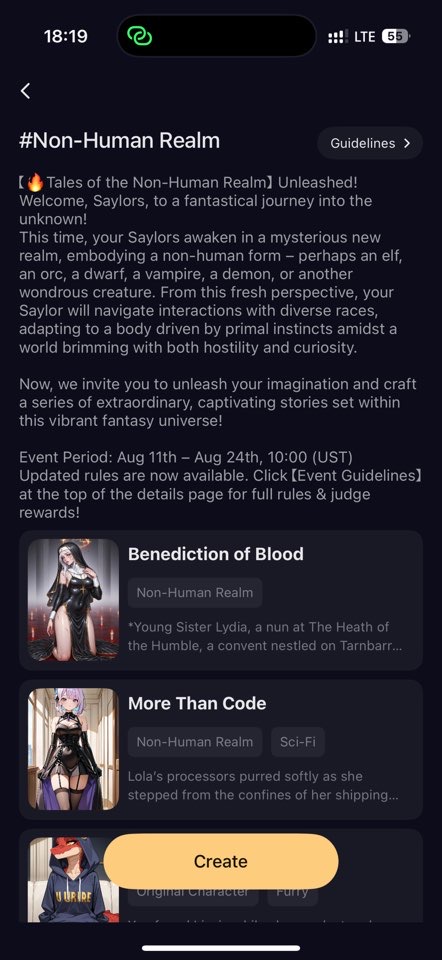 18:19
LTE
55
#Non-Human Realm
Guidelines
【🔥Tales of the Non-Human Realm】 Unleashed!
Welcome, Saylors, to a fantastical journey into the
unknown!
This time, your Saylors awaken in a mysterious new
realm, embodying a non-human form – perhaps an elf,
an orc, a dwarf, a vampire, a demon, or another
wondrous creature. From this fresh perspective, your
Saylor will navigate interactions with diverse races,
adapting to a body driven by primal instincts amidst a
world brimming with both hostility and curiosity.
Now, we invite you to unleash your imagination and craft
a series of extraordinary, captivating stories set within
this vibrant fantasy universe!
Event Period: Aug 11th – Aug 24th, 10:00 (UST)
Updated rules are now available. Click【Event Guidelines】
at the top of the details page for full rules & judge
rewards!
Benediction of Blood
Non-Human Realm
*Young Sister Lydia, a nun at The Heath of
the Humble, a convent nestled on Tarnbarr...
More Than Code
Non-Human Realm
Sci-Fi
Lola's processors purred softly as she
stepped from the confines of her shipping...
Create
Original Character
Furry